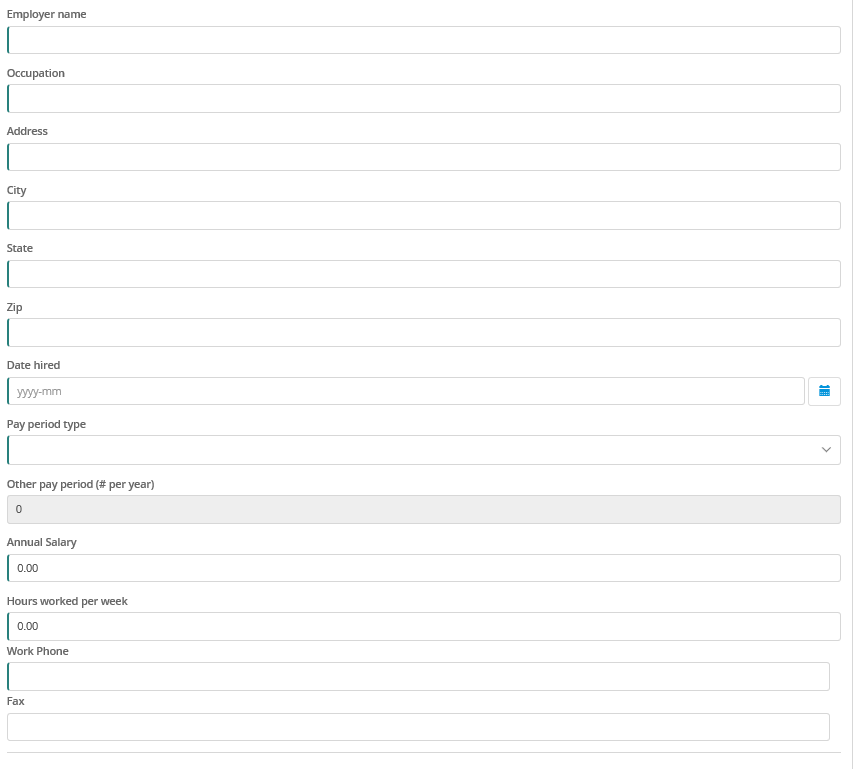 Employer name
Occupation
Address
City
State
Zip
Date hired
yyyy-mm
Pay period type
Other pay period (# per year)
0
Annual Salary
0.00
Hours worked per week
0.00
Work Phone
Fax